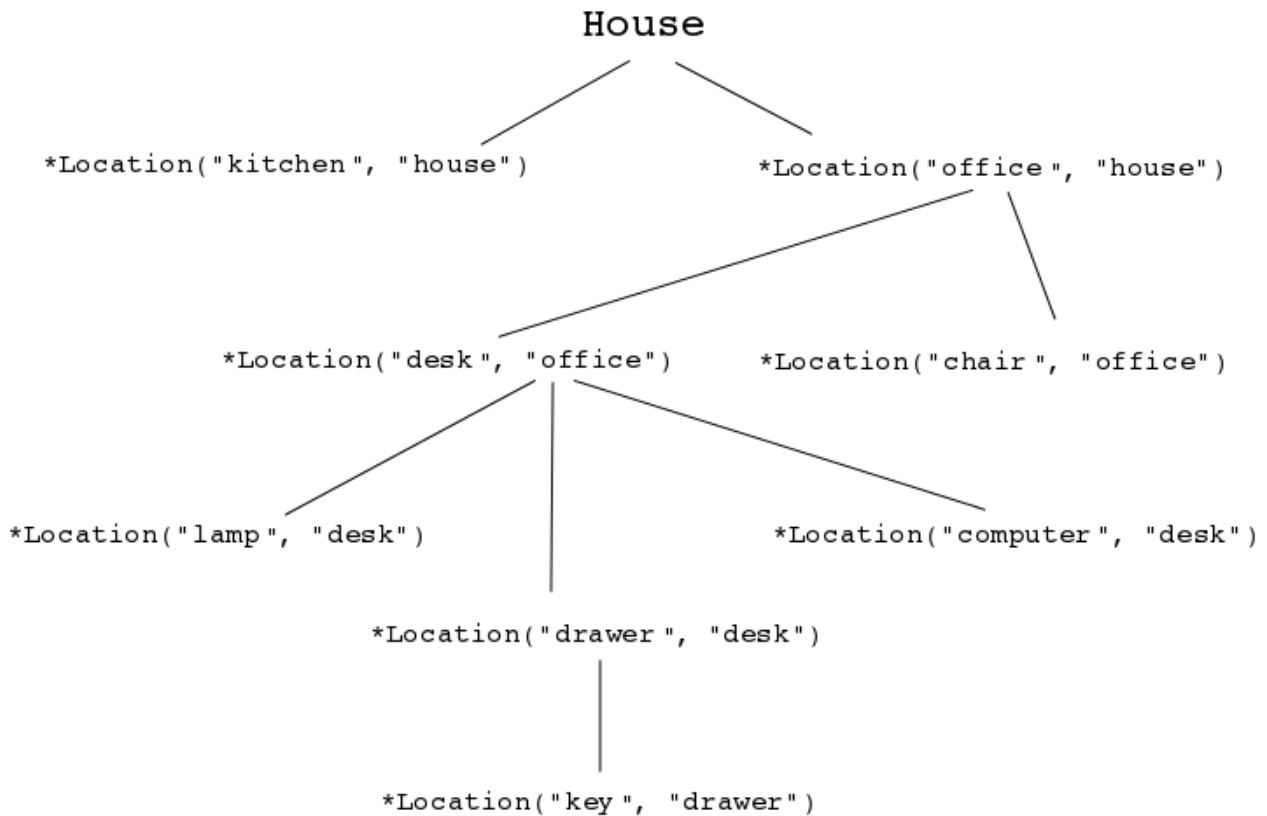 House
*Location("kitchen", "house")
*Location("office", "house")
*Location("desk", "office")
*Location("chair", "office")
*Location("lamp", "desk")
*Location("computer", "desk")
*Location("drawer", "desk")
*Location("key", "drawer")